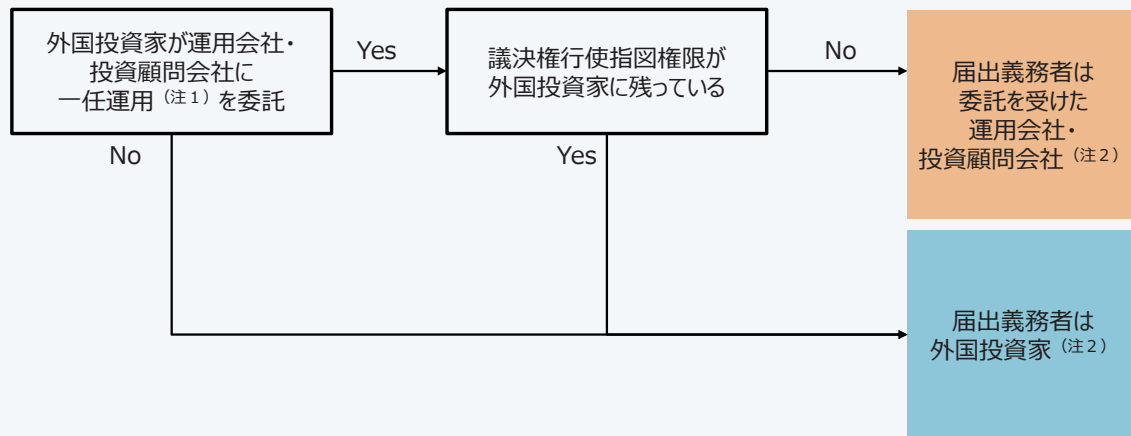 外国投資家が運用会社・
投資顧問会社に
一任運用（注１）を委託
Yes
議決権行使指図権限が
外国投資家に残っている
No
届出義務者は
委託を受けた
運用会社・
投資顧問会社（注２）
No
Yes
届出義務者は
外国投資家（注２）